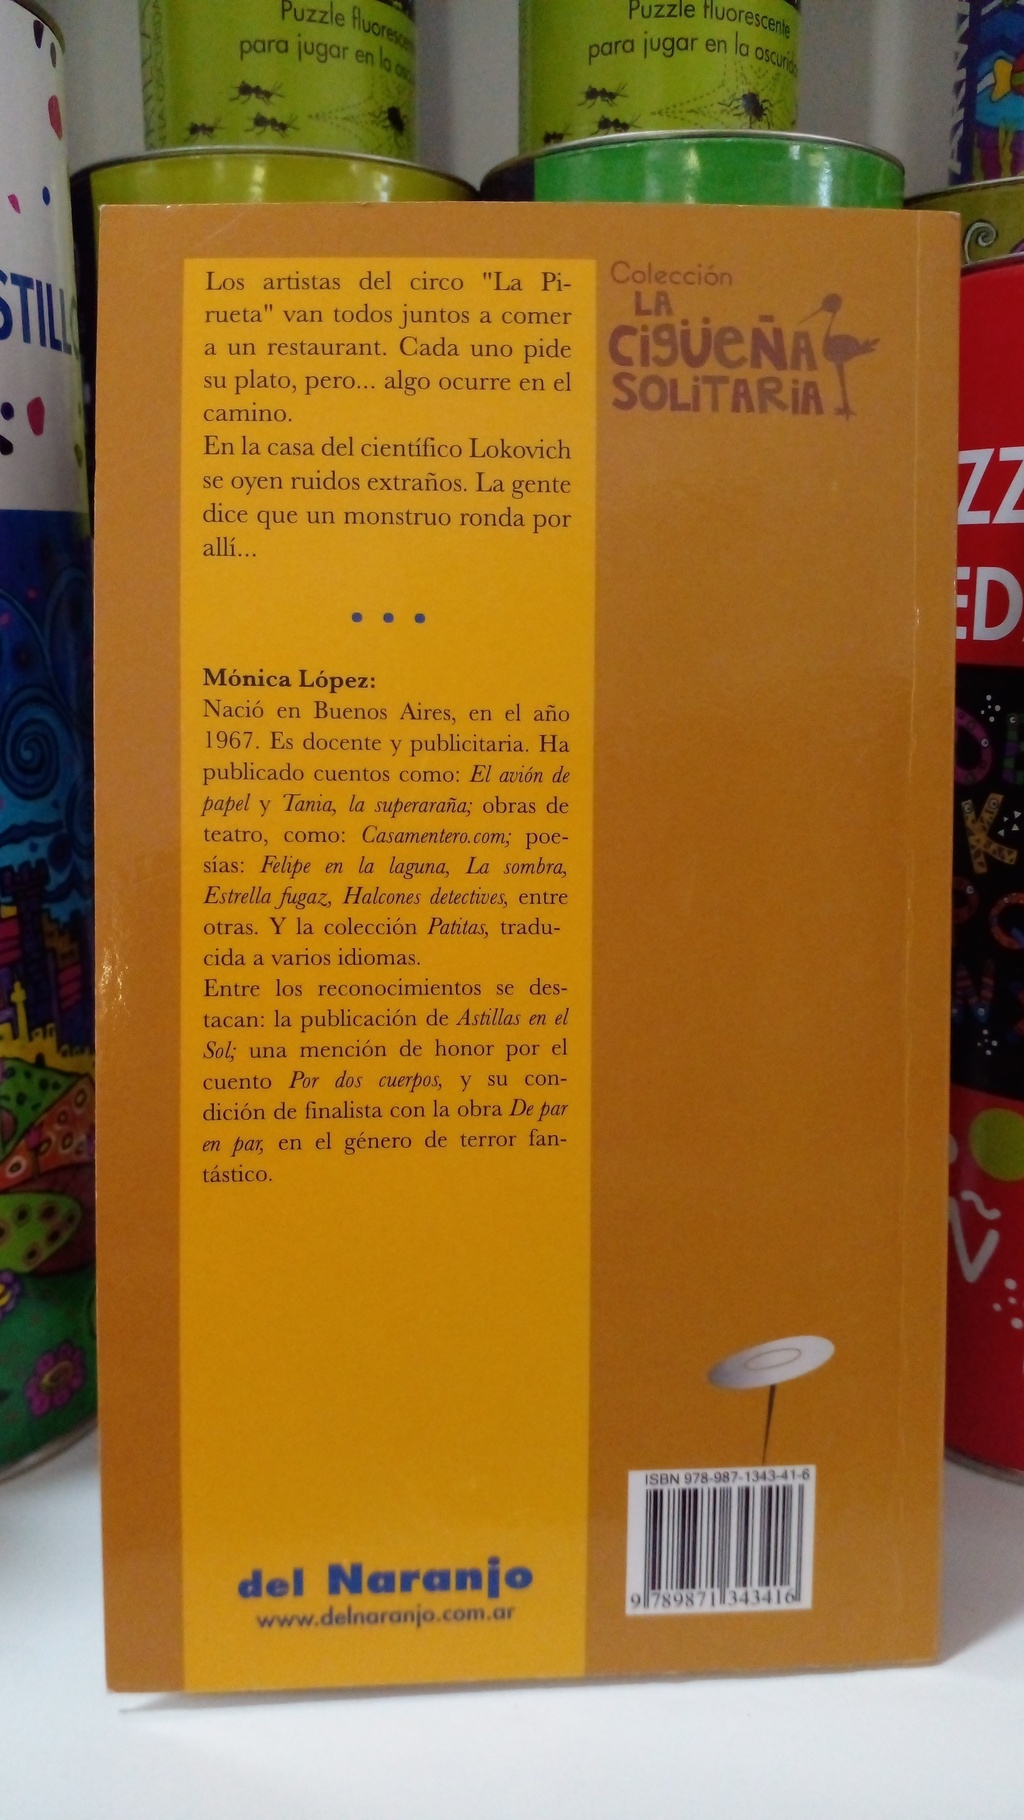 Puzzle fluorescente
para jugar en la
Puzzle fluorescente
para jugar en la oscurid
STILL
Los artistas del circo "La Pi-
rueta" van todos juntos a comer
a un restaurant. Cada uno pide
su plato, pero... algo ocurre en el
camino.
En la casa del científico Lokovich
se oyen ruidos extraños. La gente
dice que un monstruo ronda por
allí...
• • •
Mónica López:
Nació en Buenos Aires, en el año
1967. Es docente y publicitaria. Ha
publicado cuentos como: El avión de
papel y Tania, la superaraña; obras de
teatro, como: Casamentero.com; poe-
sías: Felipe en la laguna, La sombra,
Estrella fugaz, Halcones detectives, entre
otras. Y la colección Patitas, tradu-
cida a varios idiomas.
Entre los reconocimientos se des-
tacan: la publicación de Astillas en el
Sol; una mención de honor por el
cuento Por dos cuerpos, y su con-
dición de finalista con la obra De par
en par, en el género de terror fan-
tástico.
del Naranjo
www.delnaranjo.com.ar
Colección
LA
CIGÜEÑA
SOLITARIA
ISBN 978-987-1343-41-6
9 789871 343416
ZZ
ED